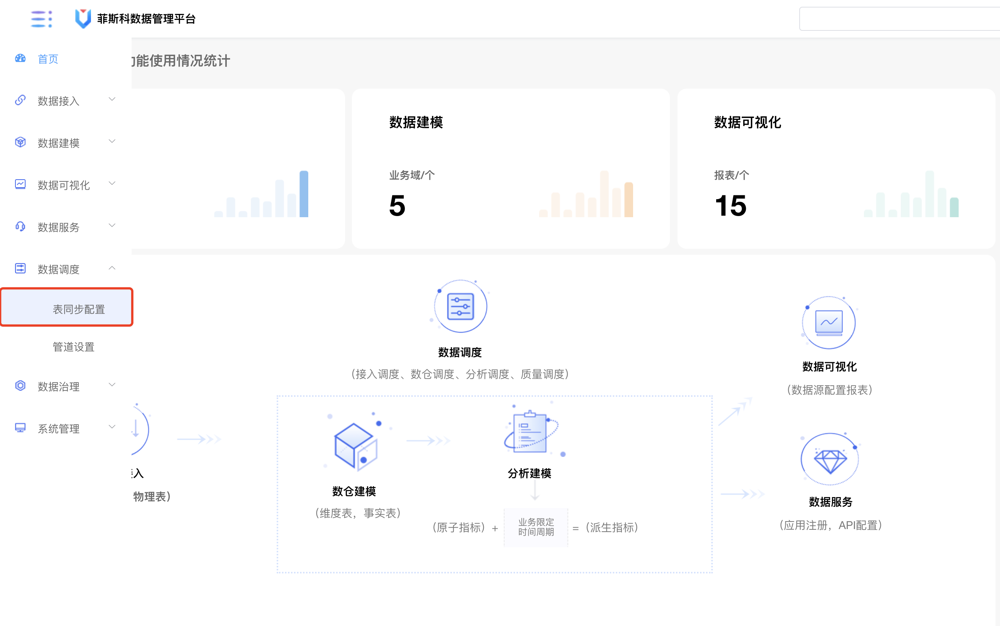 菲斯科数据管理平台
首页
数据接入
数据建模
数据可视化
数据服务
数据调度
表同步配置
管道设置
数据治理
系统管理
能使用情况统计
数据建模
业务域/个
5
数据可视化
报表/个
15
数据调度
（接入调度、数仓调度、分析调度、质量调度）
数据可视化
（数据源配置报表）
入
物理表）
数仓建模
（维度表，事实表）
分析建模
（原子指标）+
业务限定
时间周期
=（派生指标）
数据服务
（应用注册，API配置）